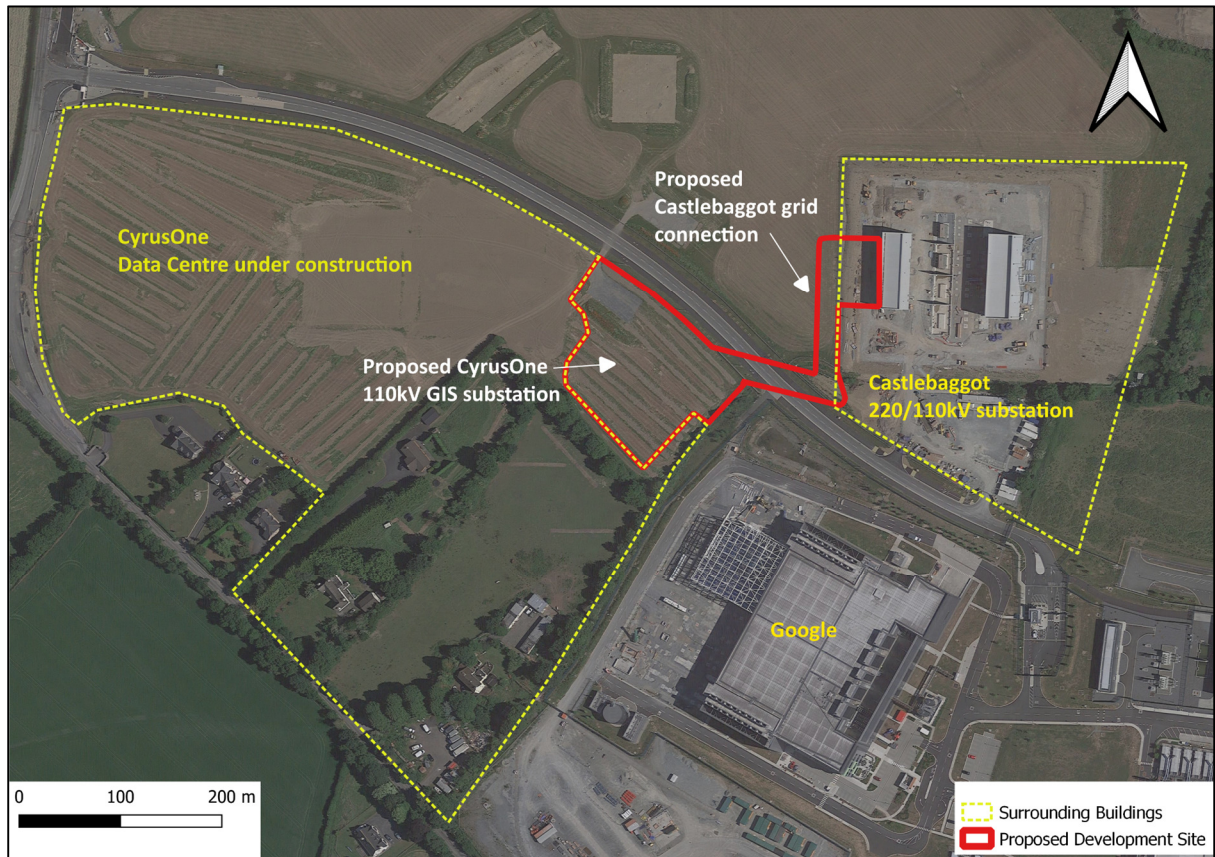 Proposed
Castlebaggot grid
connection
CyrusOne
Data Centre under construction
Proposed CyrusOne
110kV GIS substation
Castlebaggot
220/110kV substation
Google
0 100 200 m
Surrounding Buildings
Proposed Development Site